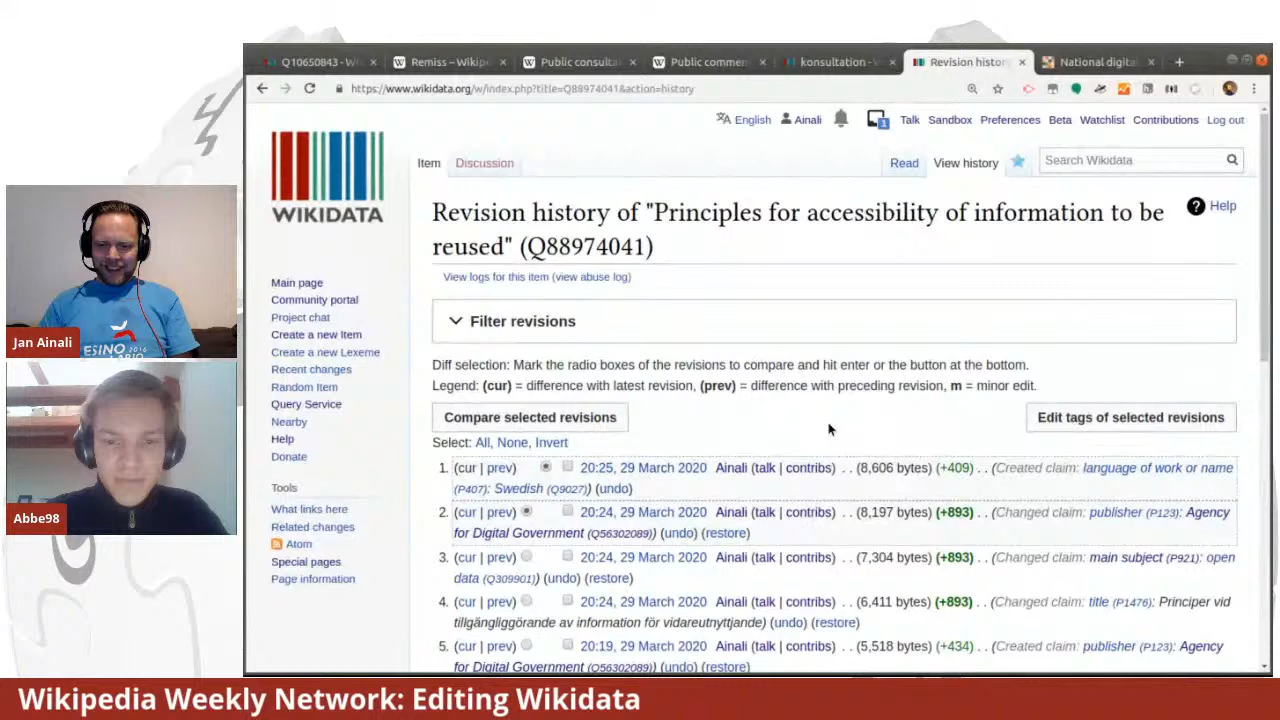 Q10650843 - W
Remiss – Wikip
Public consulta
Public commen
konsultation -
Revision histor
National digita
https://www.wikidata.org/w/index.php?title=Q88974041&action=history
English
Ainali
1
Talk
Sandbox
Preferences
Beta
Watchlist
Contributions
Log out
WIKIDATA
Item
Discussion
Read
View history
Search Wikidata
Revision history of "Principles for accessibility of information to be
reused" (Q88974041)
Help
View logs for this item (view abuse log)
Main page
Community portal
Project chat
Create a new Item
Create a new Lexeme
Recent changes
Random Item
Query Service
Nearby
Help
Donate
Tools
What links here
Related changes
Atom
Special pages
Page information
Filter revisions
Diff selection: Mark the radio boxes of the revisions to compare and hit enter or the button at the bottom.
Legend: (cur) = difference with latest revision, (prev) = difference with preceding revision, m = minor edit.
Compare selected revisions
Edit tags of selected revisions
Select: All, None, Invert
1. (cur | prev) 20:25, 29 March 2020 Ainali (talk | contribs) . . (8,606 bytes) (+409) . . (Created claim: language of work or name
(P407): Swedish (Q9027)) (undo)
2. (cur | prev) 20:24, 29 March 2020 Ainali (talk | contribs) . . (8,197 bytes) (+893) . . (Changed claim: publisher (P123): Agency
for Digital Government (Q56302089)) (undo) (restore)
3. (cur | prev) 20:24, 29 March 2020 Ainali (talk | contribs) . . (7,304 bytes) (+893) . . (Changed claim: main subject (P921): open
data (Q309901)) (undo) (restore)
4. (cur | prev) 20:24, 29 March 2020 Ainali (talk | contribs) . . (6,411 bytes) (+893) . . (Changed claim: title (P1476): Principer vid
tillgängliggörande av information för vidareutnyttjande) (undo) (restore)
5. (cur | prev) 20:19, 29 March 2020 Ainali (talk | contribs) . . (5,518 bytes) (+434) . . (Created claim: publisher (P123): Agency
for Digital Government (Q56302089)) (undo) (restore)
ESINO
2016
Jan Ainali
Abbe98
Wikipedia Weekly Network: Editing Wikidata